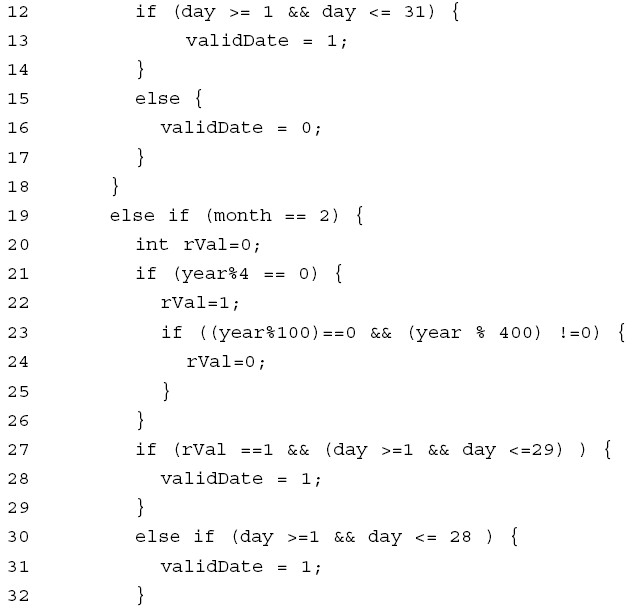 12 if (day >= 1 && day <= 31) {
13 validDate = 1;
14 }
15 else {
16 validDate = 0;
17 }
18 }
19 else if (month == 2) {
20 int rVal=0;
21 if (year%4 == 0) {
22 rVal=1;
23 if ((year%100)==0 && (year % 400) !=0) {
24 rVal=0;
25 }
26 }
27 if (rVal ==1 && (day >=1 && day <=29) ) {
28 validDate = 1;
29 }
30 else if (day >=1 && day <= 28 ) {
31 validDate = 1;
32 }